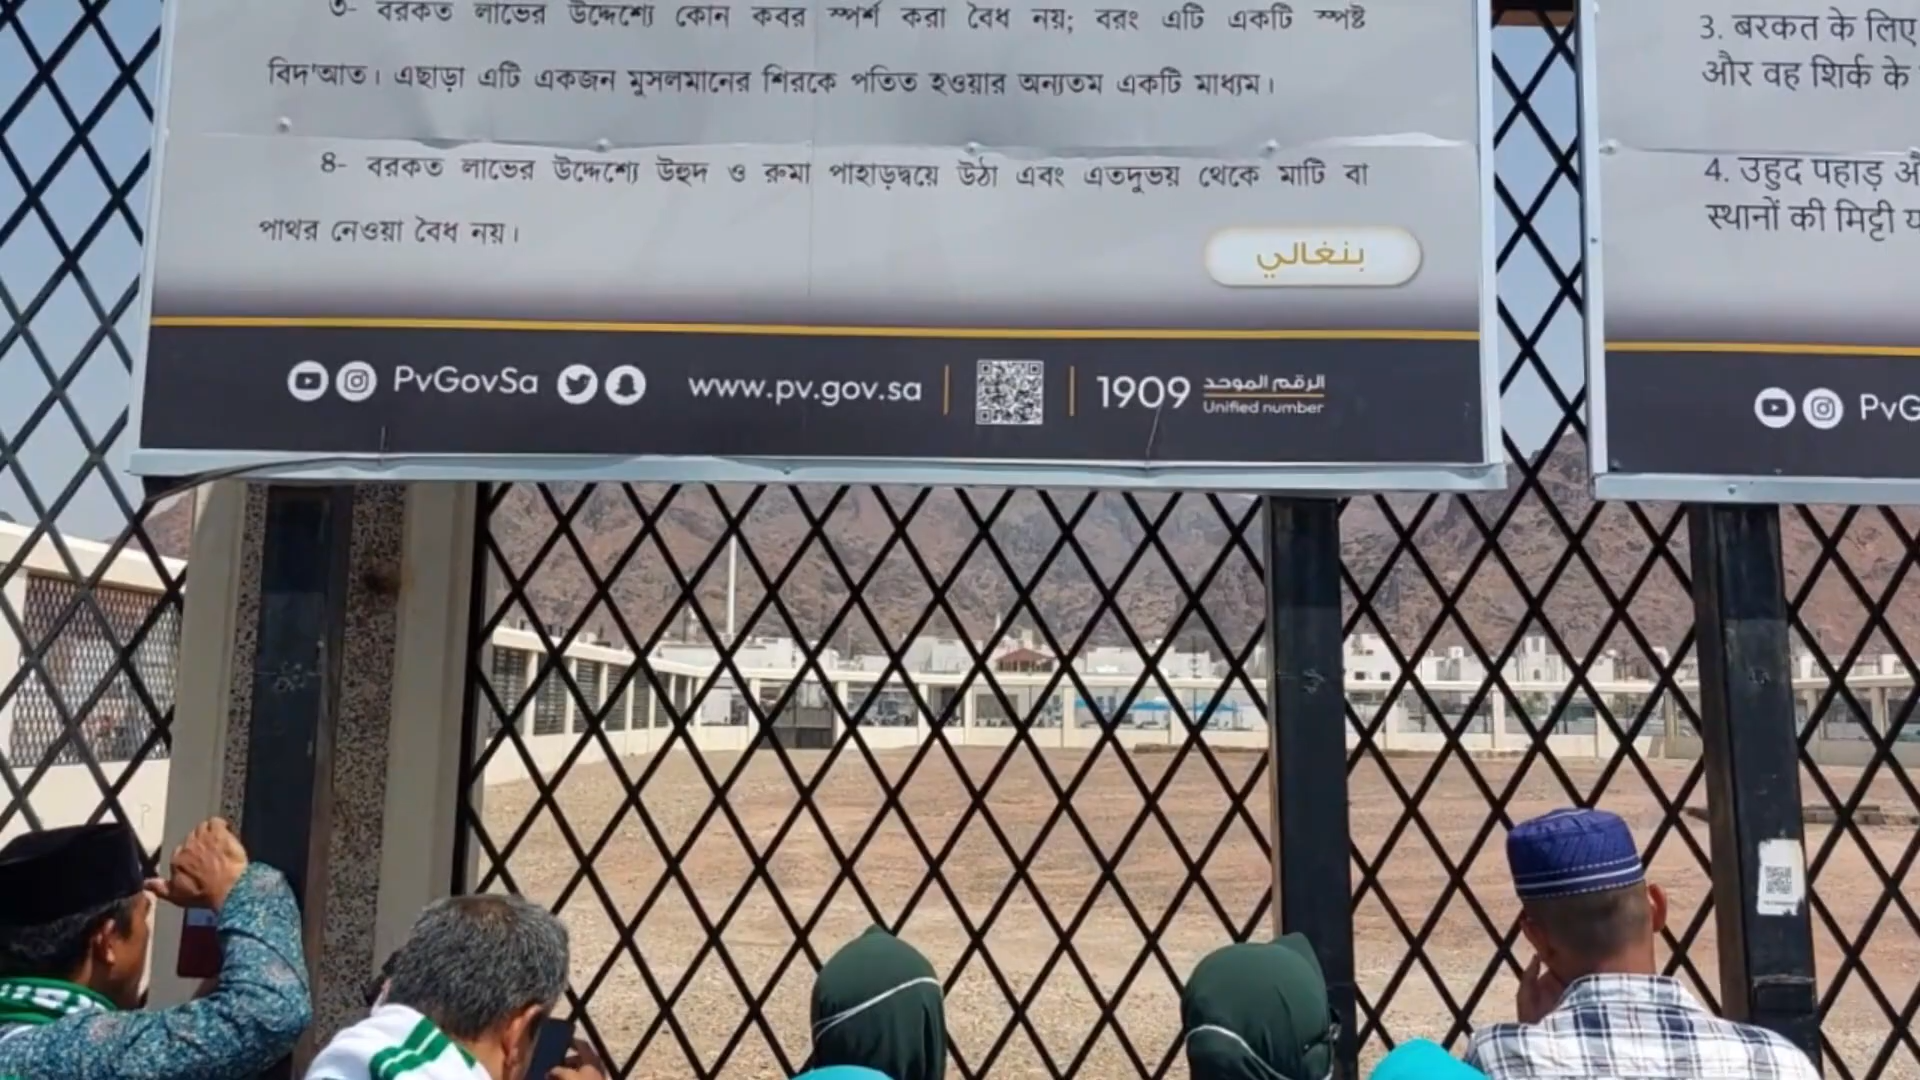 ৩- বরকত লাভের উদ্দেশ্যে কোন কবর স্পর্শ করা বৈধ নয়; বরং এটি একটি স্পষ্ট
বিদ'আত। এছাড়া এটি একজন মুসলমানের শিরকে পতিত হওয়ার অন্যতম একটি মাধ্যম।
৪- বরকত লাভের উদ্দেশ্যে উহুদ ও রুমা পাহাড়দ্বয়ে উঠা এবং এতদুভয় থেকে মাটি বা
পাথর নেওয়া বৈধ নয়।
بنغالي
PvGovSa www.pv.gov.sa 1909 الرقم الموحد
Unified number
3. बरकत के लिए
और वह शिर्क के
4. उहुद पहाड़
स्थानों की मिट्टी
PvG